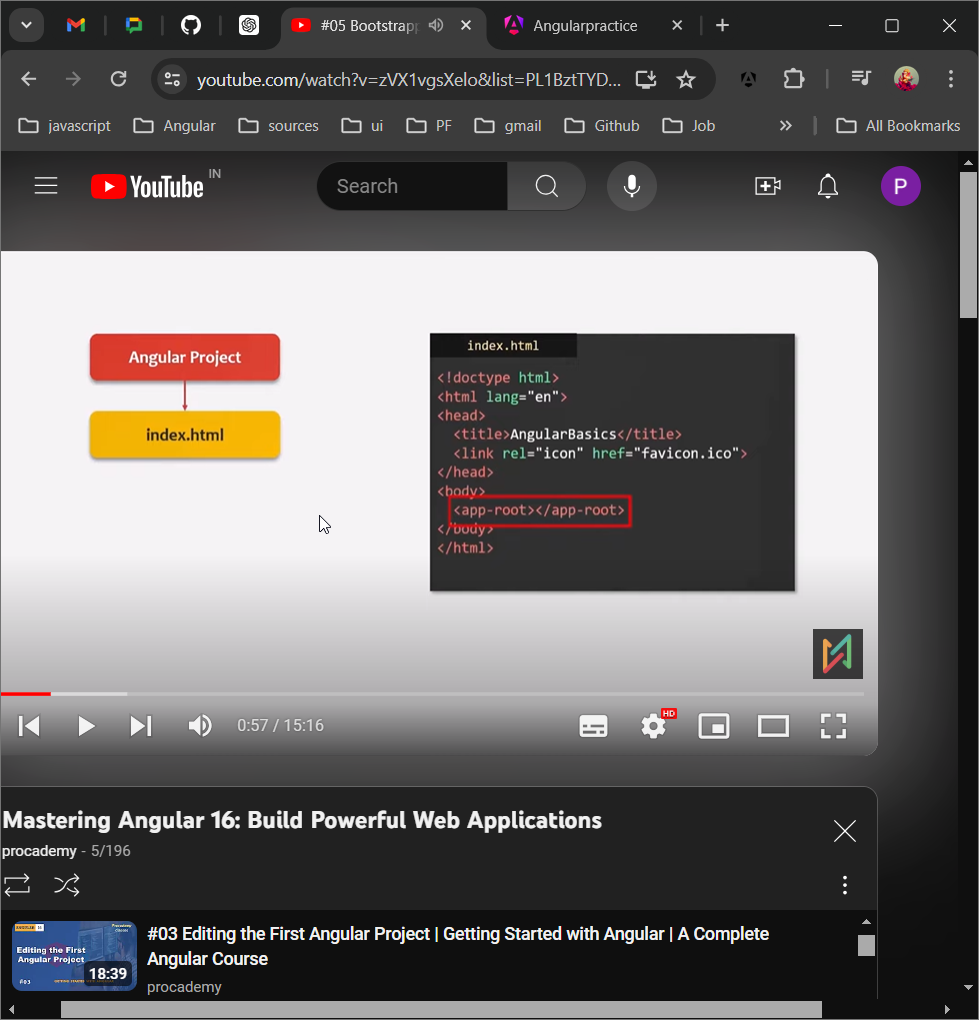 #05 Bootstrapp
Angularpractice
youtube.com/watch?v=zVX1vgsXelo&list=PL1BztTYD...
javascript
Angular
sources
ui
PF
gmail
Github
Job
All Bookmarks
YouTube IN
Search
P
Angular Project
index.html
index.html
<!doctype html>
<html lang="en">
<head>
<title>AngularBasics</title>
<link rel="icon" href="favicon.ico">
</head>
<body>
<app-root></app-root>
</body>
</html>
0:57 / 15:16
HD
Mastering Angular 16: Build Powerful Web Applications
procademy - 5/196
Editing the First
Angular Project
#03
18:39
#03 Editing the First Angular Project | Getting Started with Angular | A Complete
Angular Course
procademy